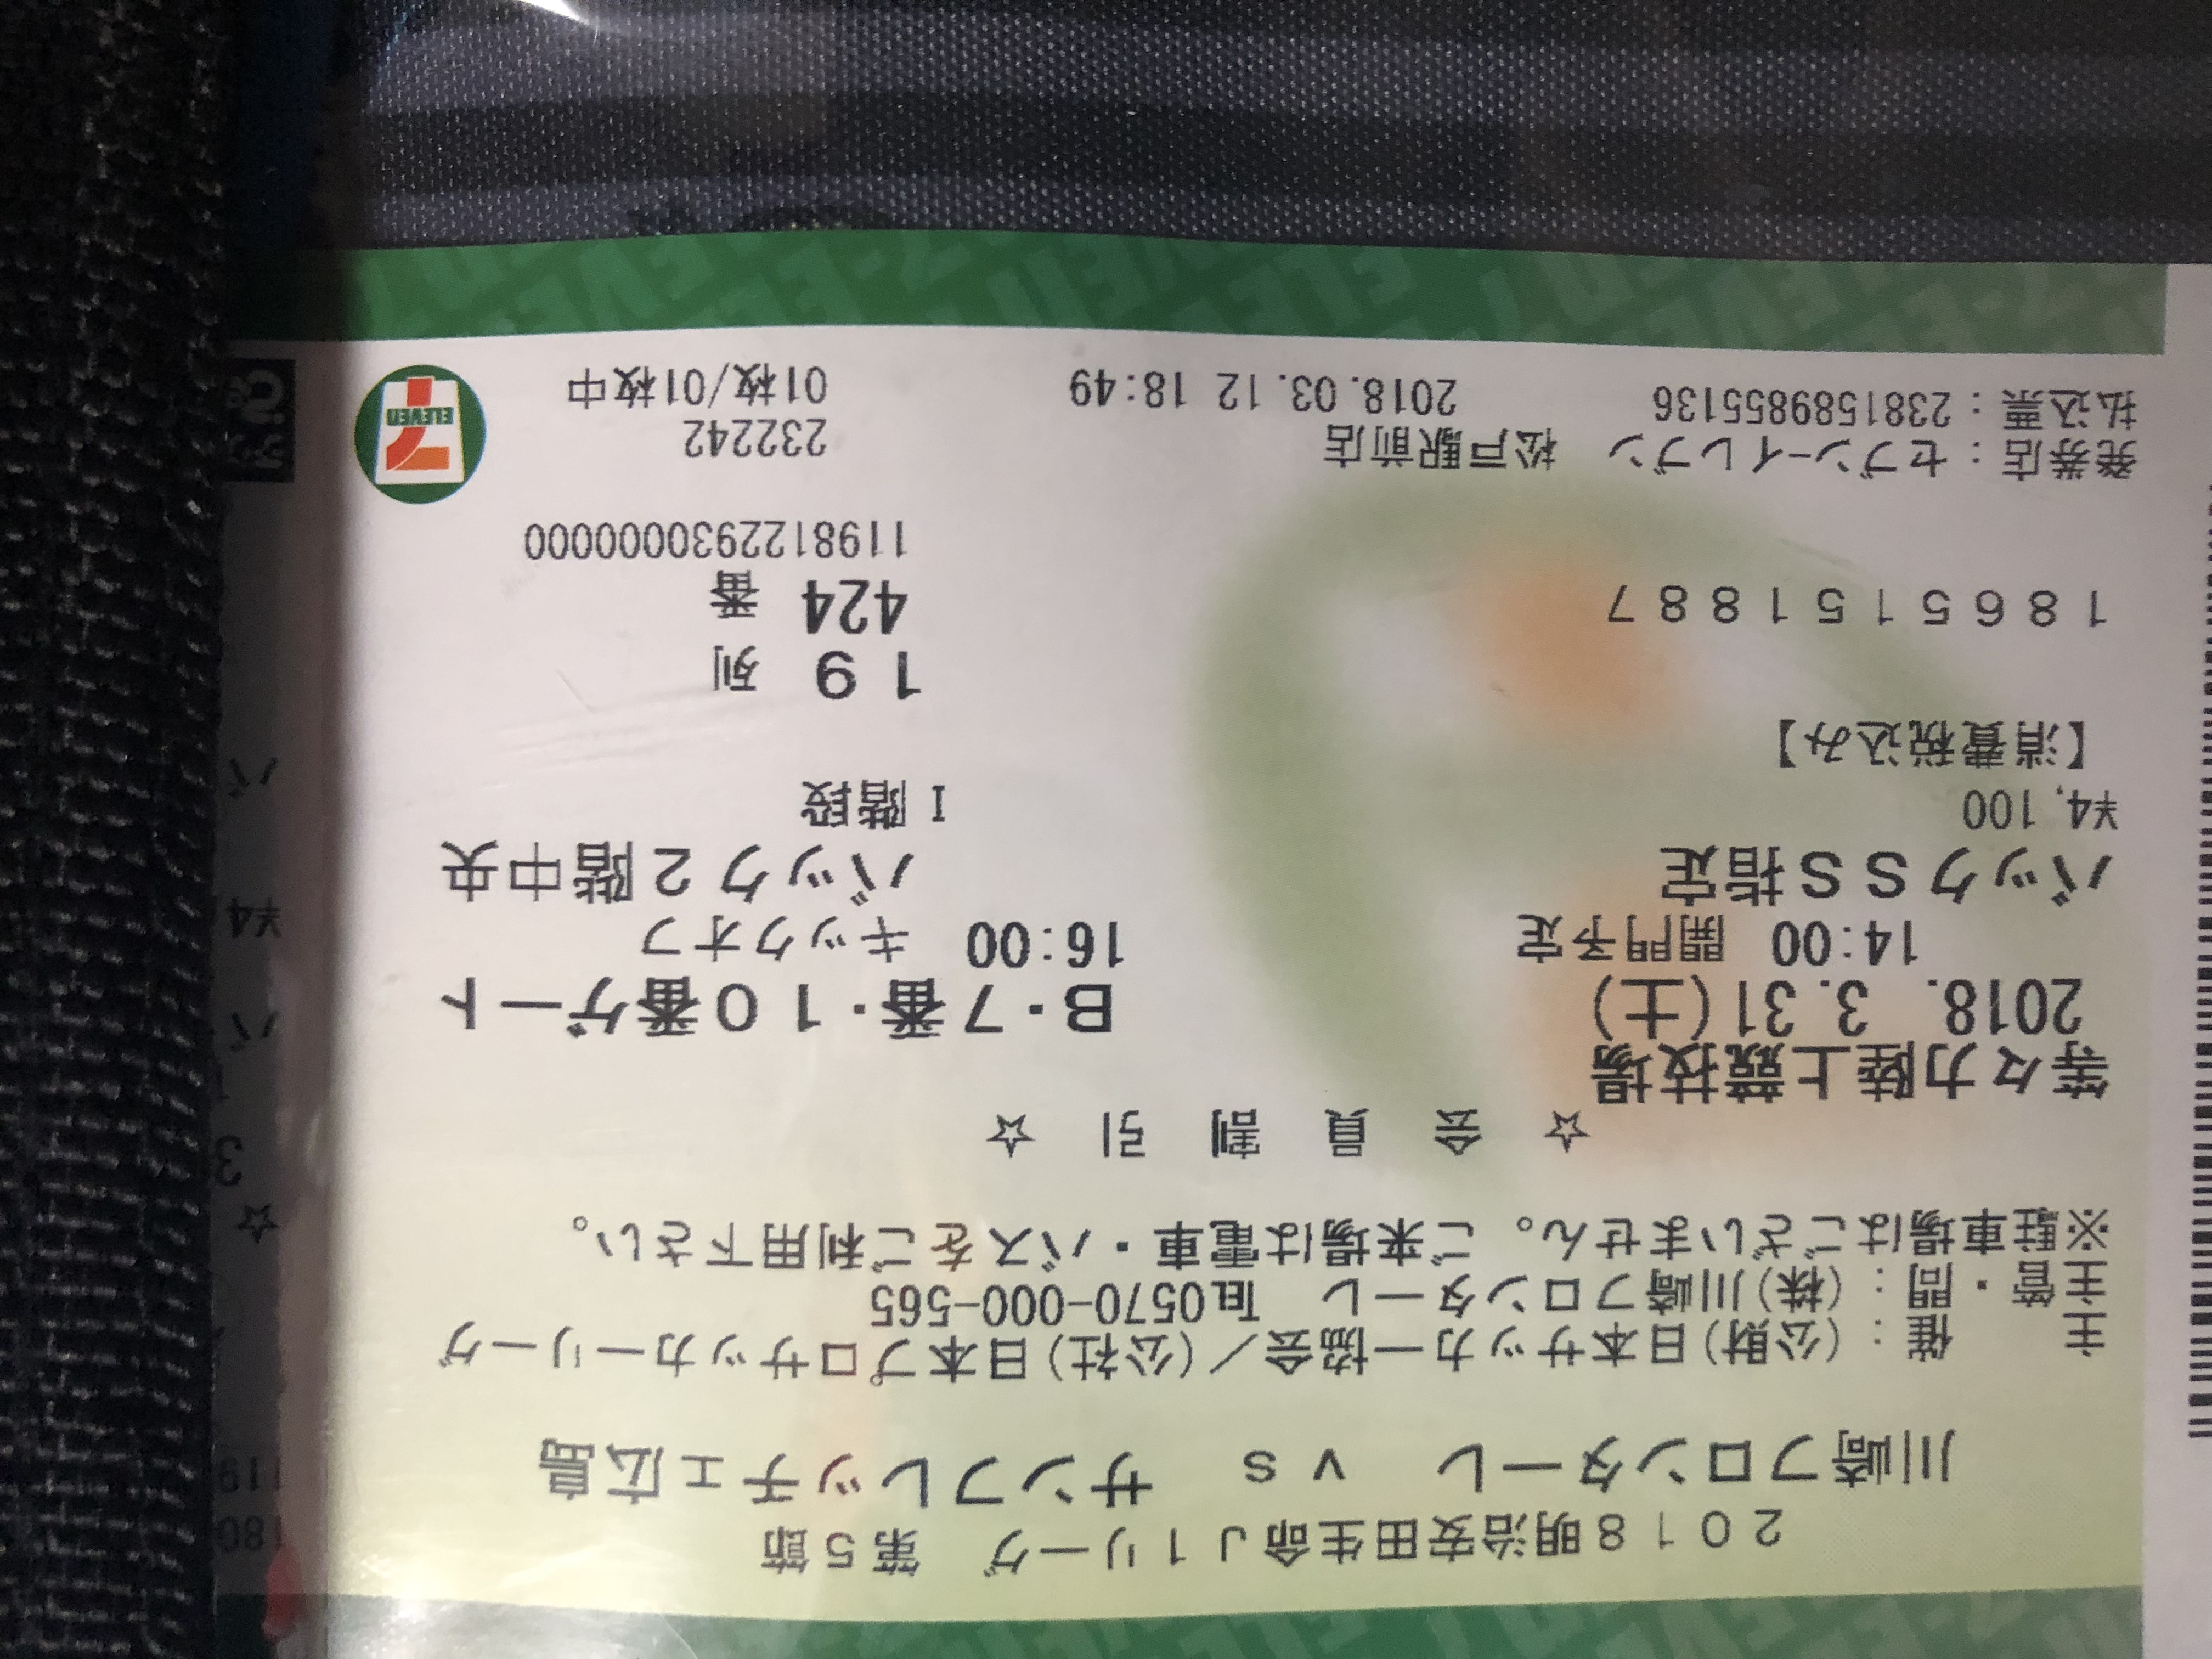 2018明治安田生命J1リーグ 第5節
川崎フロンターレ vs サンフレッチェ広島
主 催:(公財)日本サッカー協会/(公社)日本プロサッカーリーグ
主管・問:(株)川崎フロンターレ ℡0570-000-565
※駐車場はございません。ご来場は電車・バスをご利用下さい。
☆ 会 員 割 引 ☆
等々力陸上競技場
2018. 3.31(土) B・7番・10番ゲート
14:00 開門予定 16:00 キックオフ
バックSS指定 バック2階中央
¥4,100 I 階段
【消費税込み】
19 列
1865151887 424 番
1198122930000000
発券店:セブン-イレブン 松戸駅前店 232242
払込票:2381589855136 2018.03.12 18:49 01枚/01枚中
7
ELEVEN